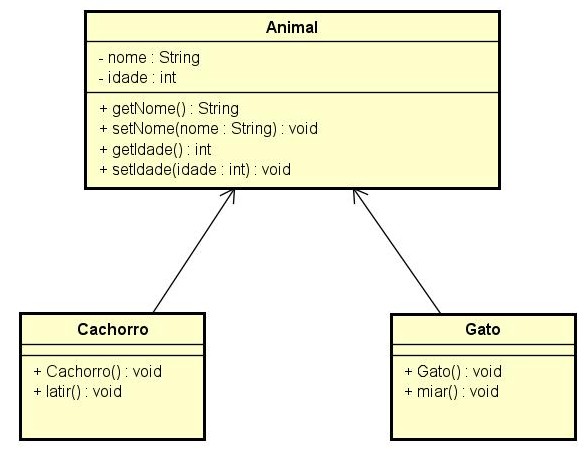 Animal
- nome : String
- idade : int
+ getNome() : String
+ setNome(nome : String) : void
+ getIdade() : int
+ setIdade(idade : int) : void
Cachorro
+ Cachorro() : void
+ latir() : void
Gato
+ Gato() : void
+ miar() : void